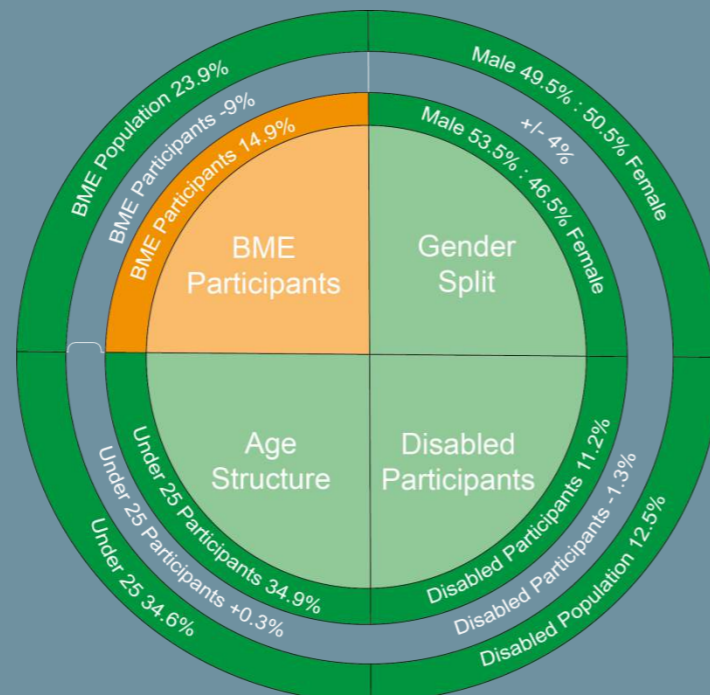 BME Population 23.9%
BME Participants -9%
BME Participants 14.9%
BME
Participants
Male 49.5% : 50.5% Female
+/- 4%
Male 53.5% : 46.5% Female
Gender
Split
Age
Structure
Under 25 Participants 34.9%
Under 25 Participants +0.3%
Under 25 34.6%
Disabled
Participants
Disabled Participants 11.2%
Disabled Participants -1.3%
Disabled Population 12.5%